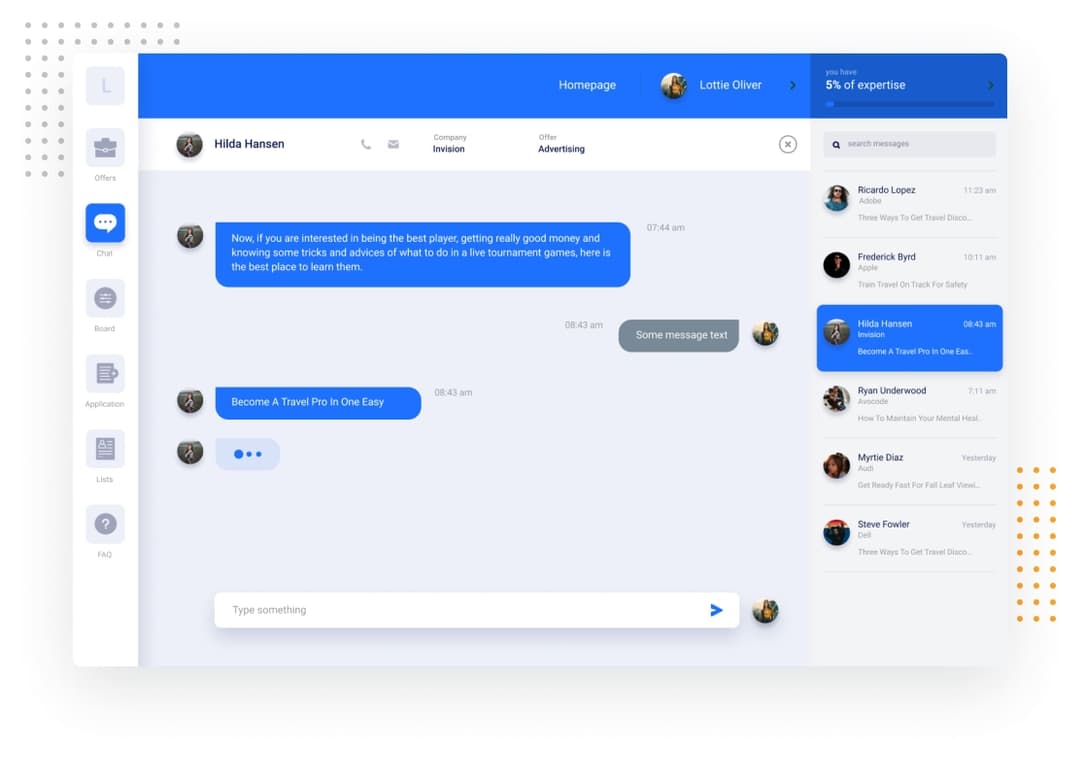 L
Offers
Chat
Board
Application
Lists
?
FAQ
Homepage
Lottie Oliver
you have
5% of expertise
Hilda Hansen
Company
Invision
Offer
Advertising
Now, if you are interested in being the best player, getting really good money and
knowing some tricks and advices of what to do in a live tournament games, here is
the best place to learn them.
07:44 am
08:43 am
Some message text
Become A Travel Pro In One Easy
08:43 am
Type something
search messages
Ricardo Lopez
11:23 am
Adobe
Three Ways To Get Travel Disco...
Frederick Byrd
10:11 am
Apple
Train Travel On Track For Safety
Hilda Hansen
08:43 am
Invision
Become A Travel Pro In One Eas..
Ryan Underwood
7:11 am
Avocode
How To Maintain Your Mental Heal..
Myrtie Diaz
Yesterday
Audi
Get Ready Fast For Fall Leaf Viewi...
Steve Fowler
Yesterday
Dell
Three Ways To Get Travel Disco...